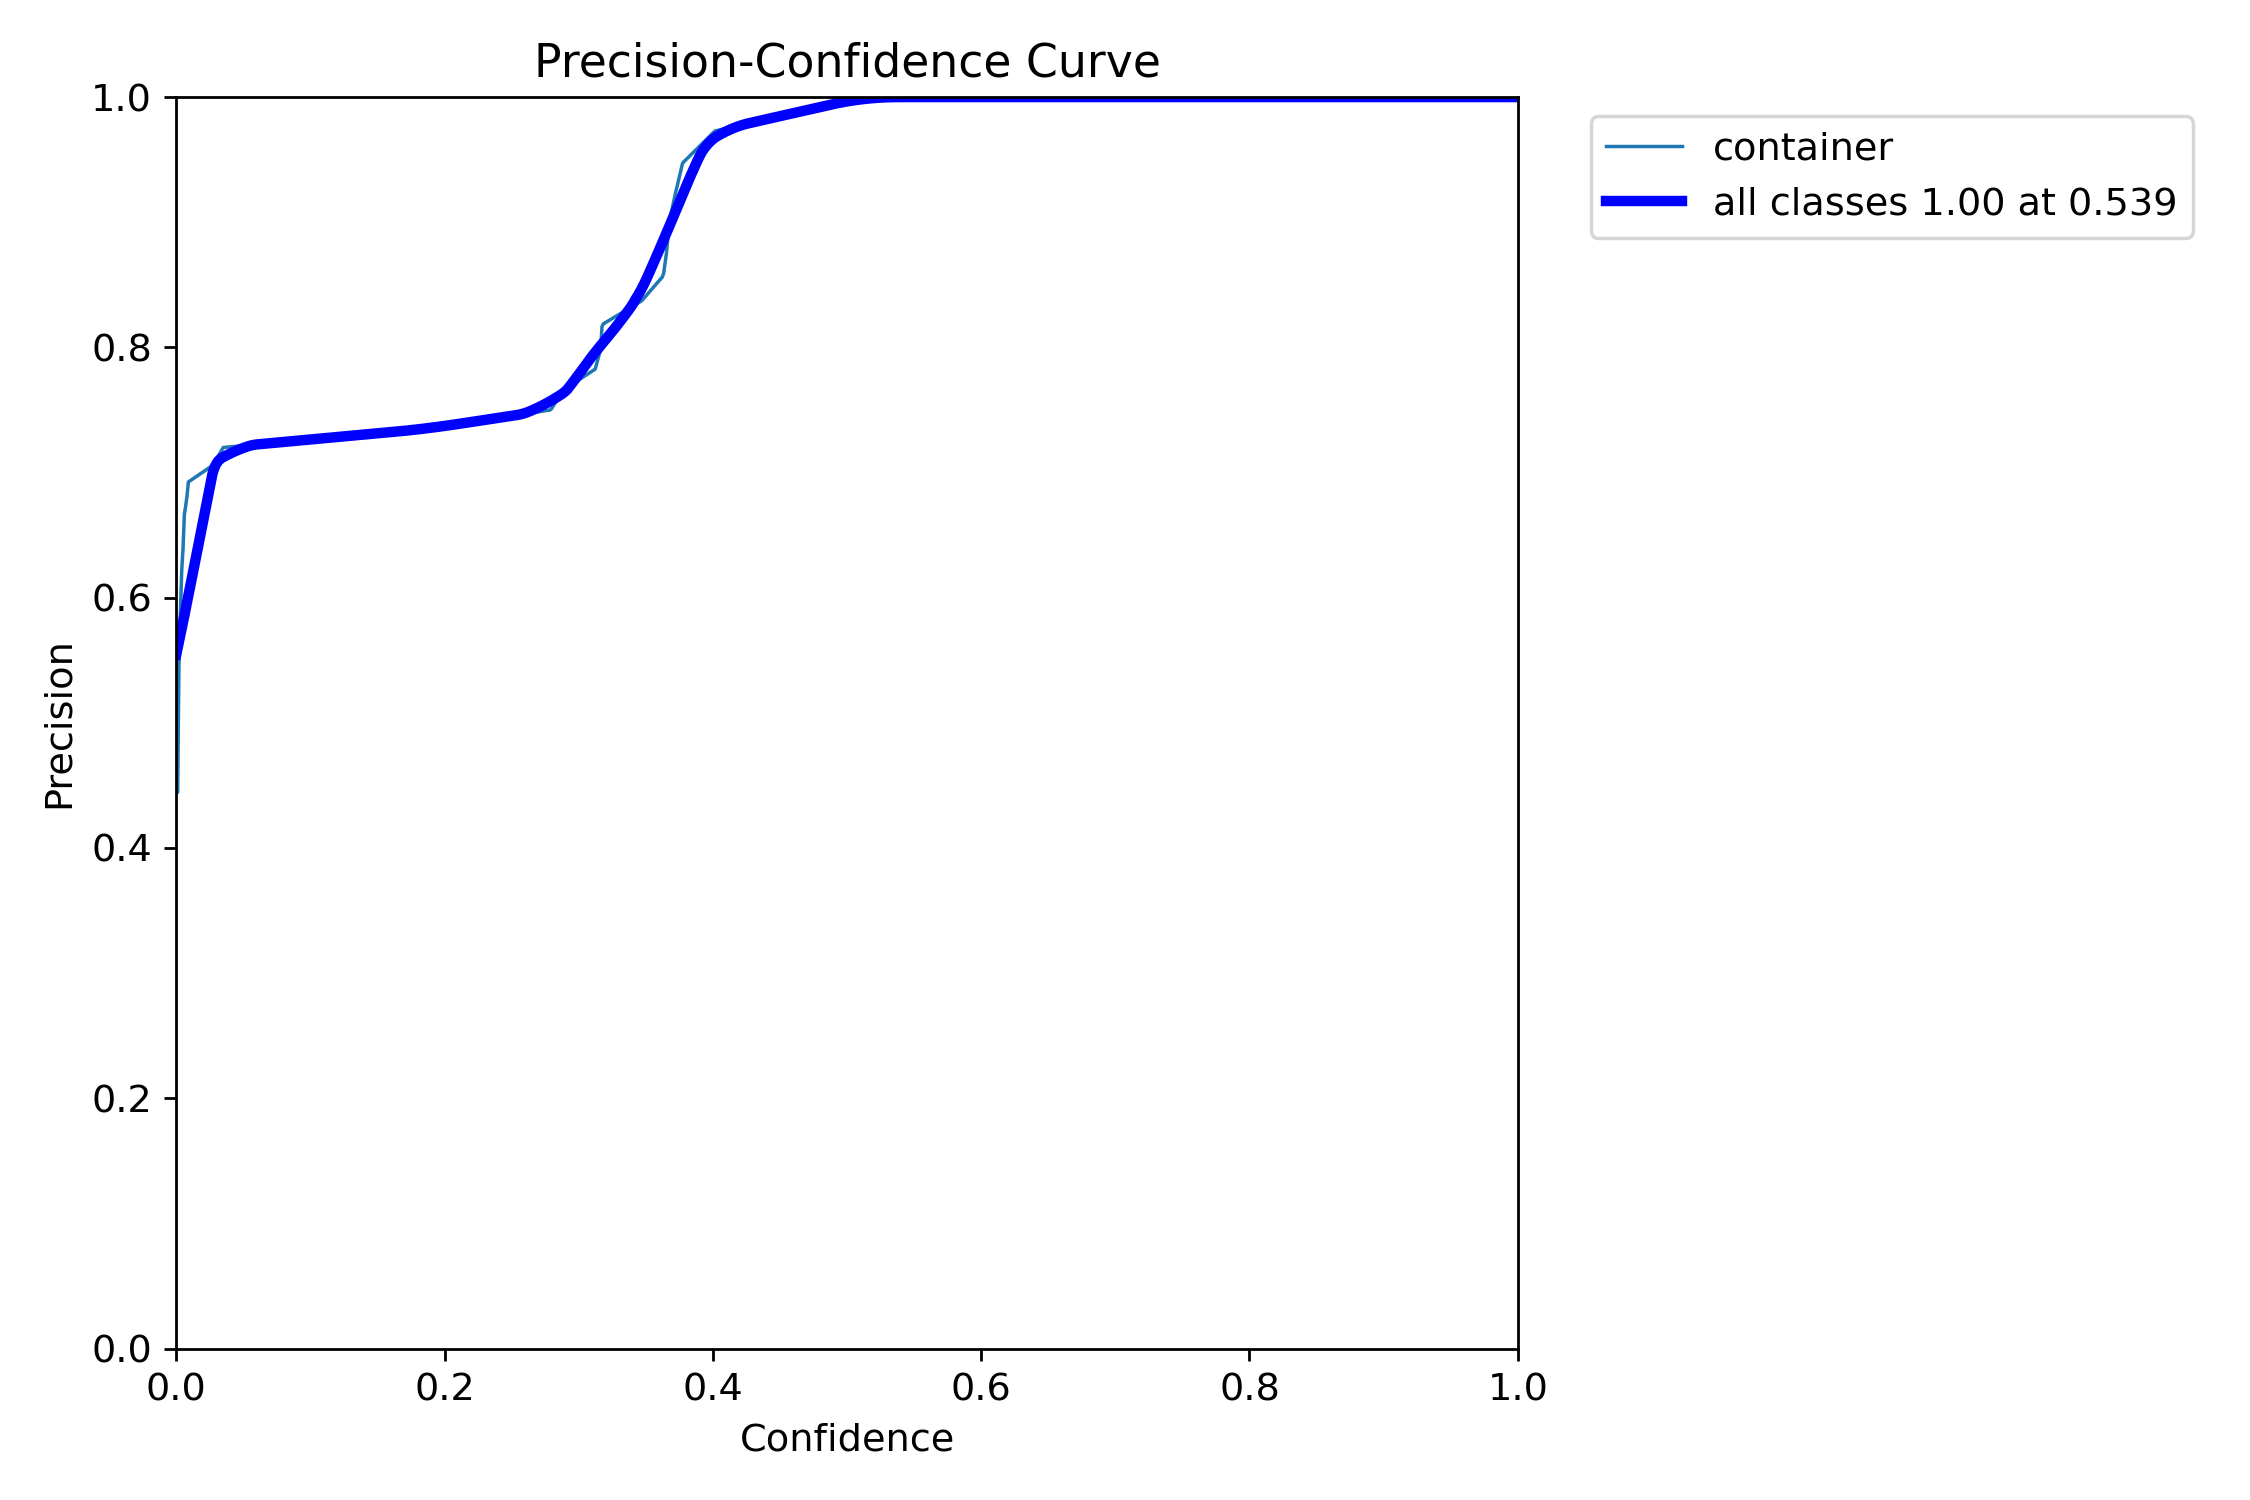 Precision-Confidence Curve
container
all classes 1.00 at 0.539
Precision
1.0
0.8
0.6
0.4
0.2
0.0
0.0 0.2 0.4 0.6 0.8 1.0
Confidence